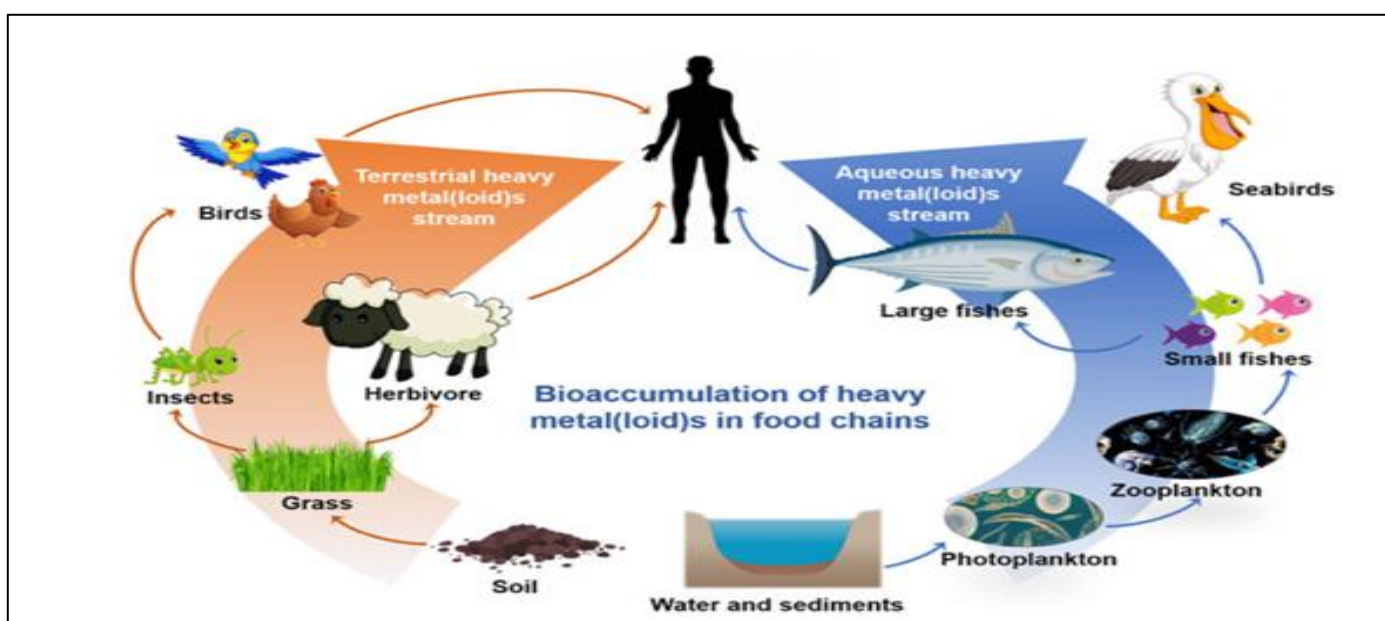 Terrestrial heavy
metal(loid)s
stream
Aqueous heavy
metal(loid)s
stream
Seabirds
Birds
Large fishes
Small fishes
Insects
Herbivore
Bioaccumulation of heavy
metal(loid)s in food chains
Grass
Zooplankton
Photoplankton
Soil
Water and sediments